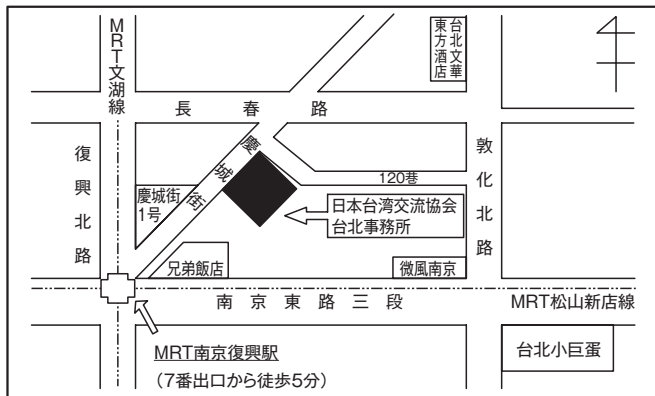 MRT文湖線
台北文華
東方酒店
長春路
復興北路
慶城街
敦化北路
120巷
慶城街
1号
日本台湾交流協会
台北事務所
兄弟飯店
微風南京
南京東路三段
MRT松山新店線
MRT南京復興駅
(7番出口から徒歩5分)
台北小巨蛋